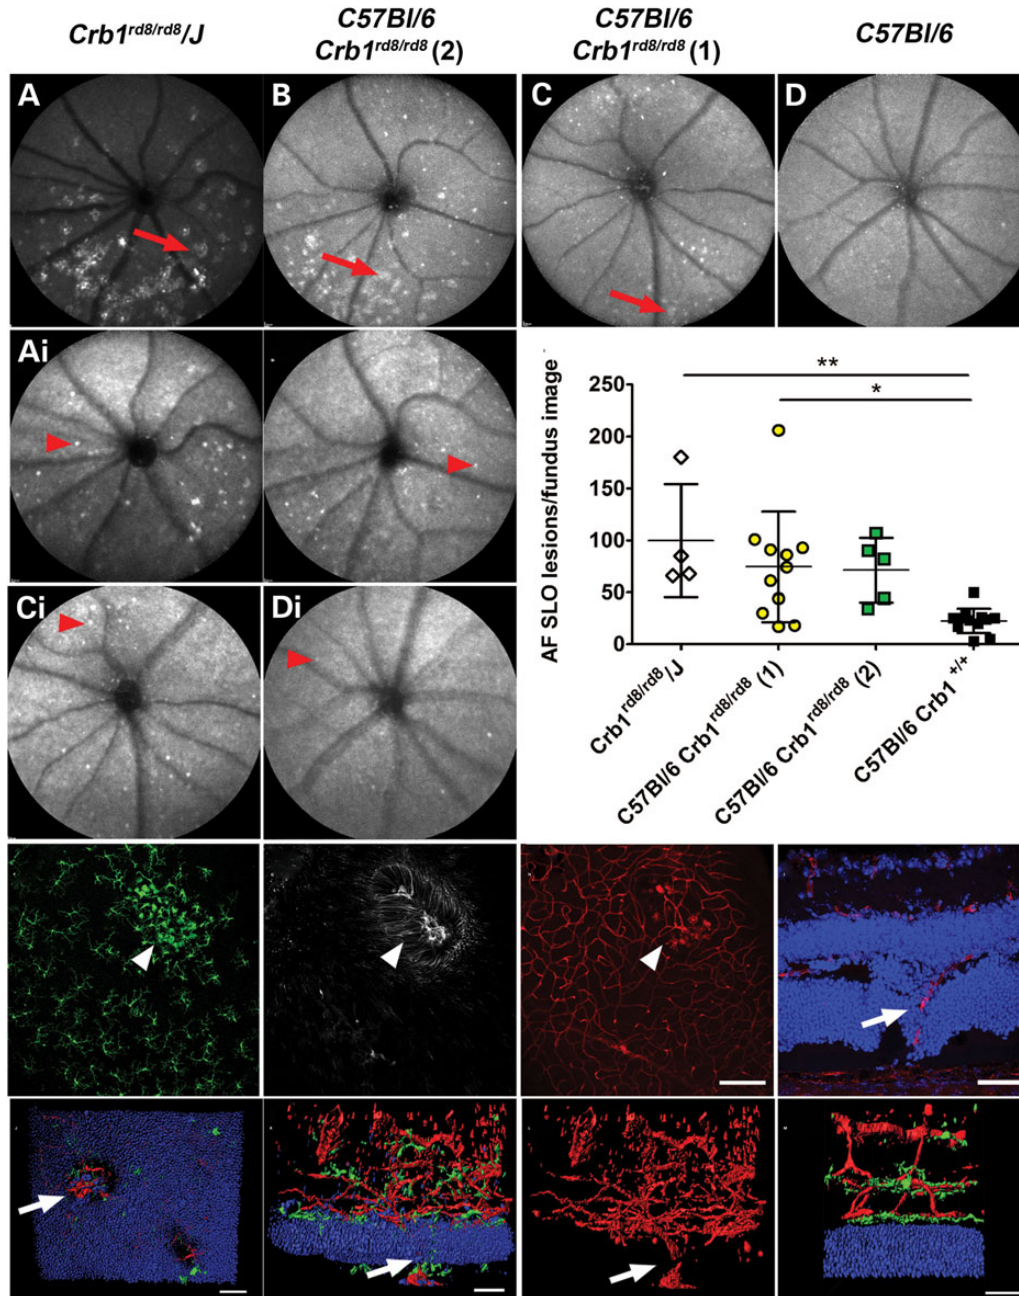 Crb1rd8/rd8/J
C57Bl/6
Crb1rd8/rd8 (2)
C57Bl/6
Crb1rd8/rd8 (1)
C57Bl/6
A
B
C
D
Ai
Ci
Di
AF SLO lesions/fundus image
250
200
150
100
50
0
**
*
Crb1rd8/rd8/J
C57Bl/6 Crb1rd8/rd8 (1)
C57Bl/6 Crb1rd8/rd8 (2)
C57Bl/6 Crb1+/+